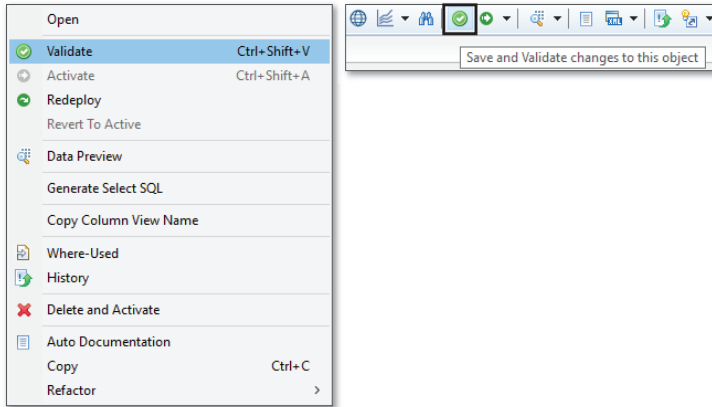 Open
Validate Ctrl+Shift+V
Activate Ctrl+Shift+A
Redeploy
Revert To Active
Data Preview
Generate Select SQL
Copy Column View Name
Where-Used
History
Delete and Activate
Auto Documentation
Copy Ctrl+C
Refactor
Save and Validate changes to this object